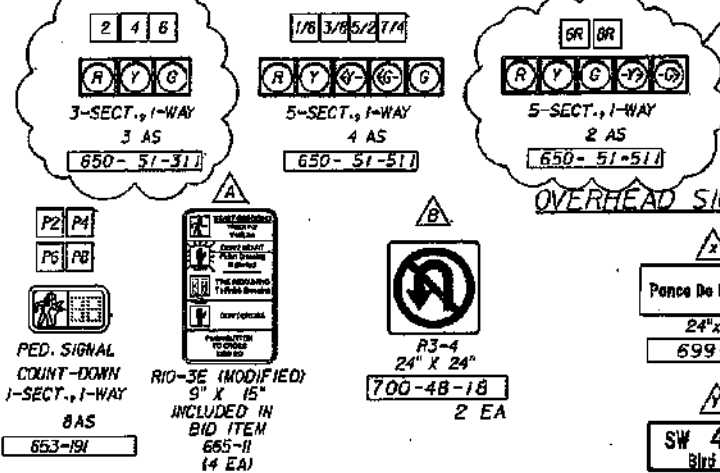 2 4 6
R Y G
3-SECT., 1-WAY
3 AS
650- 51-311
1/6 3/8 5/2 7/4
R Y <Y- <G- G
5-SECT., 1-WAY
4 AS
650- 51-511
6R 8R
R Y G -Y> -G>
5-SECT., 1-WAY
2 AS
650- 51-511
OVERHEAD
P2 P4
P6 P8
PED. SIGNAL
COUNT-DOWN
1-SECT., 1-WAY
8 AS
653-191
A
R10-3E (MODIFIED)
9" X 15"
INCLUDED IN
BID ITEM
665-11
(4 EA)
B
R3-4
24" X 24"
700-48-18
2 EA
X
Ponce De
24"
699
Y
SW 4
Blvd